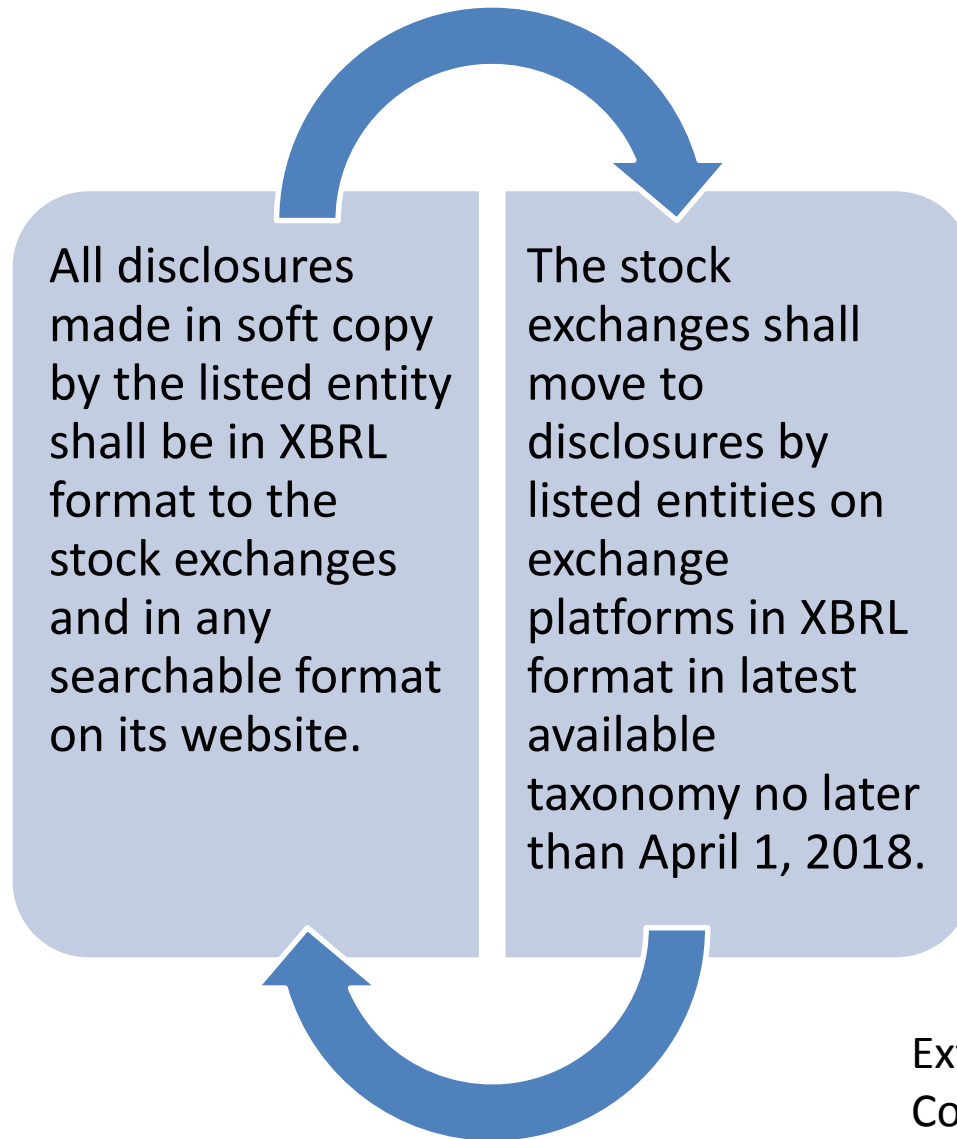 All disclosures
made in soft copy
by the listed entity
shall be in XBRL
format to the
stock exchanges
and in any
searchable format
on its website.
The stock
exchanges shall
move to
disclosures by
listed entities on
exchange
platforms in XBRL
format in latest
available
taxonomy no later
than April 1, 2018.